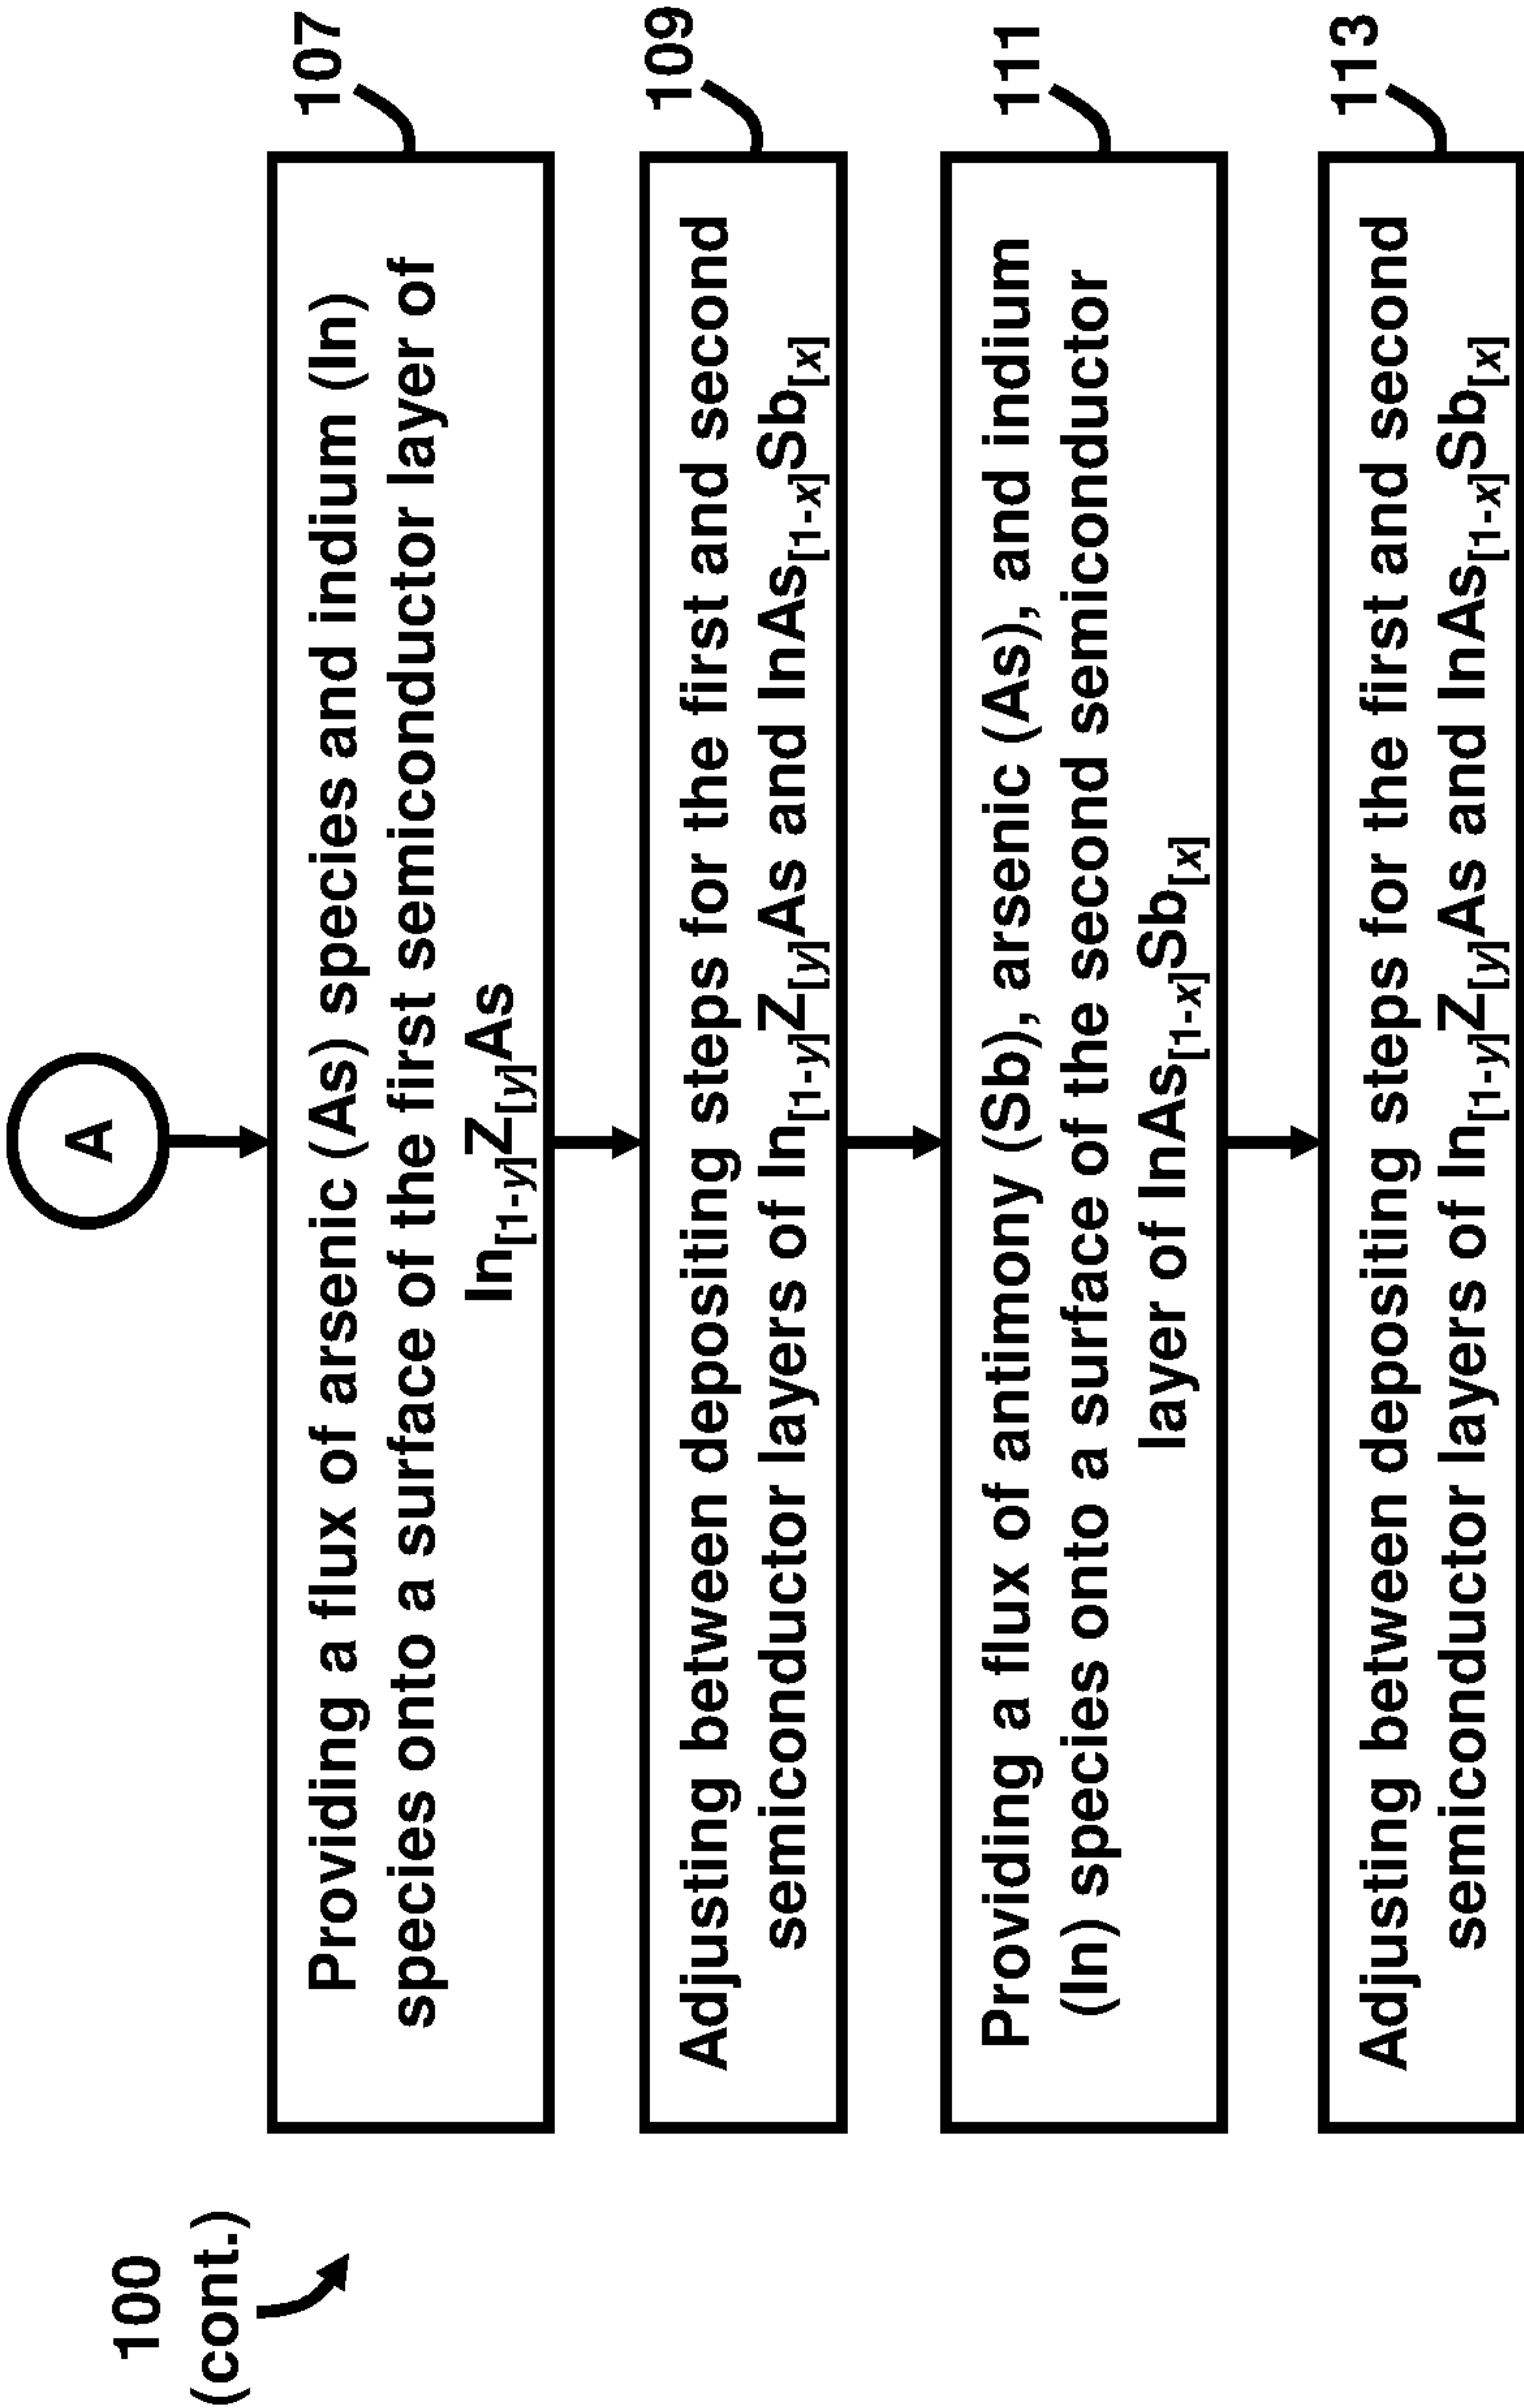 100
(cont.)
A
107
Providing a flux of arsenic (As) species and indium (In)
species onto a surface of the first semiconductor layer of
In[1-y]Z[y]As
109
Adjusting between depositing steps for the first and second
semiconductor layers of In[1-y]Z[y]As and InAs[1-x]Sb[x]
111
Providing a flux of antimony (Sb), arsenic (As), and indium
(In) species onto a surface of the second semiconductor
layer of InAs[1-x]Sb[x]
113
Adjusting between depositing steps for the first and second
semiconductor layers of In[1-y]Z[y]As and InAs[1-x]Sb[x]